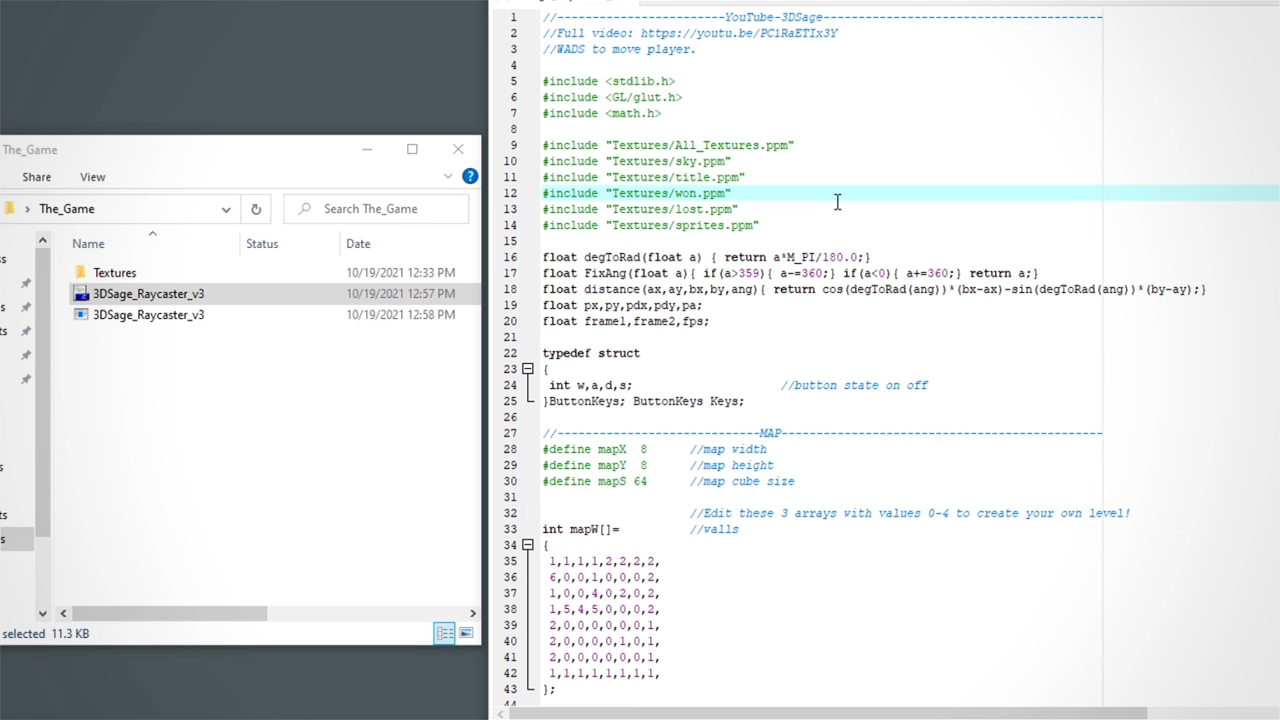 The_Game
Share View
The_Game Search The_Game
Name Status Date
Textures 10/19/2021 12:33 PM
3DSage_Raycaster_v3 10/19/2021 12:57 PM
3DSage_Raycaster_v3 10/19/2021 12:58 PM
selected 11.3 KB
1 //------------------------YouTube-3DSage----------------------------------------
2 //Full video: https://youtu.be/PC1RaETIx3Y
3 //WADS to move player.
4
5 #include <stdlib.h>
6 #include <GL/glut.h>
7 #include <math.h>
8
9 #include "Textures/All_Textures.ppm"
10 #include "Textures/sky.ppm"
11 #include "Textures/title.ppm"
12 #include "Textures/won.ppm"
13 #include "Textures/lost.ppm"
14 #include "Textures/sprites.ppm"
15
16 float degToRad(float a) { return a*M_PI/180.0;}
17 float FixAng(float a){ if(a>359){ a-=360;} if(a<0){ a+=360;} return a;}
18 float distance(ax,ay,bx,by,ang){ return cos(degToRad(ang))*(bx-ax)-sin(degToRad(ang))*(by-ay);}
19 float px,py,pdx,pdy,pa;
20 float frame1,frame2,fps;
21
22 typedef struct
23 {
24 int w,a,d,s; //button state on off
25 }ButtonKeys; ButtonKeys Keys;
26
27 //-----------------------------MAP----------------------------------------------
28 #define mapX 8 //map width
29 #define mapY 8 //map height
30 #define mapS 64 //map cube size
31
32 //Edit these 3 arrays with values 0-4 to create your own level!
33 int mapW[]= //walls
34 {
35 1,1,1,1,2,2,2,2,
36 6,0,0,1,0,0,0,2,
37 1,0,0,4,0,2,0,2,
38 1,5,4,5,0,0,0,2,
39 2,0,0,0,0,0,0,1,
40 2,0,0,0,0,1,0,1,
41 2,0,0,0,0,0,0,1,
42 1,1,1,1,1,1,1,1,
43 };